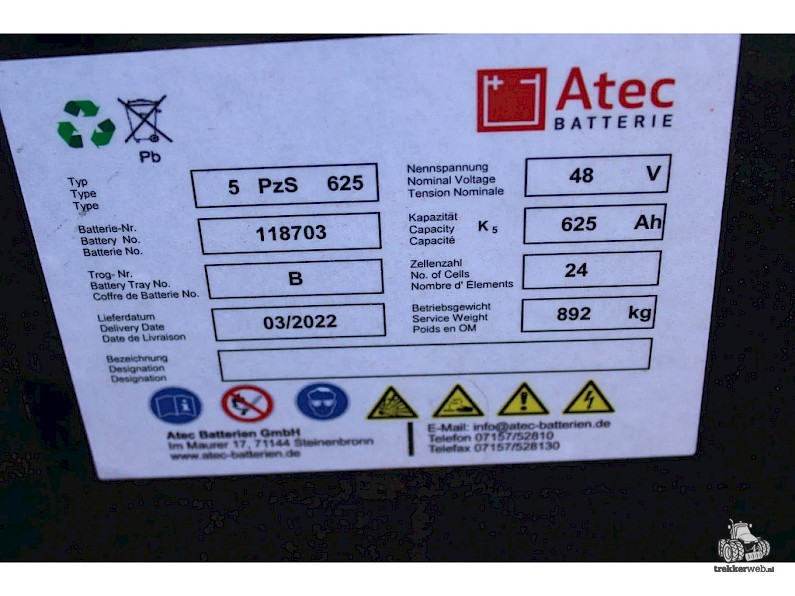 Atec
BATTERIE
Pb
Typ
Type
Type
5 PzS 625
Nennspannung
Nominal Voltage
Tension Nominale
48 V
Batterie-Nr.
Battery No.
Batterie No.
118703
Kapazität
Capacity
Capacité
K5
625 Ah
Trog- Nr.
Battery Tray No.
Coffre de Batterie No.
B
Zellenzahl
No. of Cells
Nombre d' Elements
24
Lieferdatum
Delivery Date
Date de Livraison
03/2022
Betriebsgewicht
Service Weight
Poids en OM
892 kg
Bezeichnung
Designation
Designation
Atec Batterien GmbH
Im Maurer 17, 71144 Steinenbronn
www.atec-batterien.de
E-Mail: info@atec-batterien.de
Telefon 07157/52810
Telefax 07157/528130
trekkerweb.nl